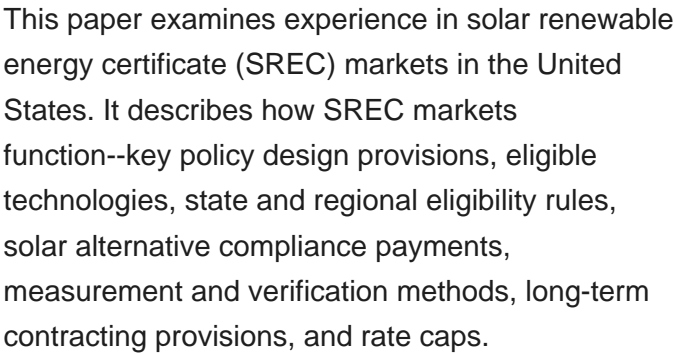 This paper examines experience in solar renewable
energy certificate (SREC) markets in the United
States. It describes how SREC markets
function--key policy design provisions, eligible
technologies, state and regional eligibility rules,
solar alternative compliance payments,
measurement and verification methods, long-term
contracting provisions, and rate caps.